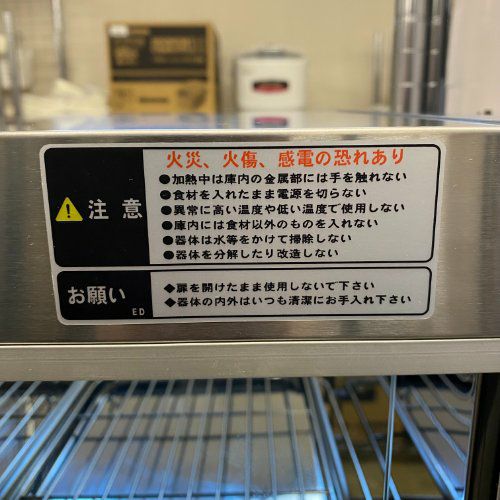 火災、火傷、感電の恐れあり
注意
●加熱中は庫内の金属部には手を触れない
●食材を入れたまま電源を切らない
●異常に高い温度や低い温度で使用しない
●庫内には食材以外のものを入れない
●器体は水等をかけて掃除しない
●器体を分解したり改造しない
お願い
ED
◆扉を開けたまま使用しないで下さい
◆器体の内外はいつも清潔にお手入れ下さい